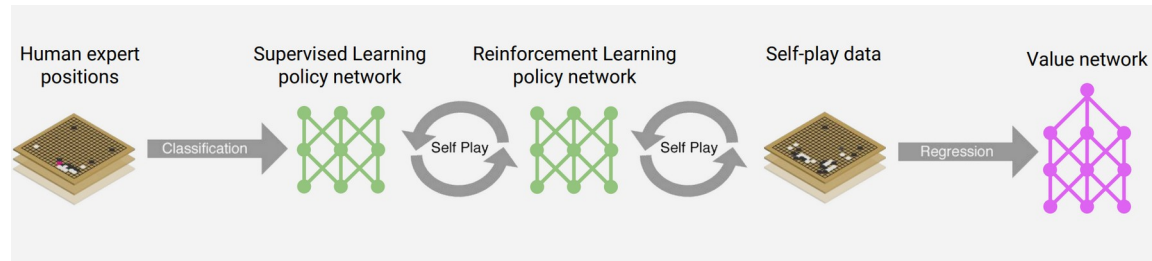 Human expert
positions
Classification
Supervised Learning
policy network
Self Play
Reinforcement Learning
policy network
Self Play
Self-play data
Regression
Value network